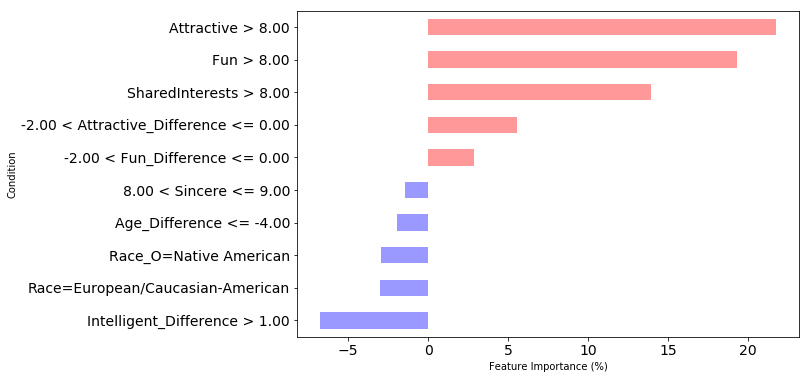 Attractive > 8.00
Fun > 8.00
SharedInterests > 8.00
-2.00 < Attractive_Difference <= 0.00
-2.00 < Fun_Difference <= 0.00
8.00 < Sincere <= 9.00
Age_Difference <= -4.00
Race_O=Native American
Race=European/Caucasian-American
Intelligent_Difference > 1.00
Condition
−5 0 5 10 15 20
Feature Importance (%)